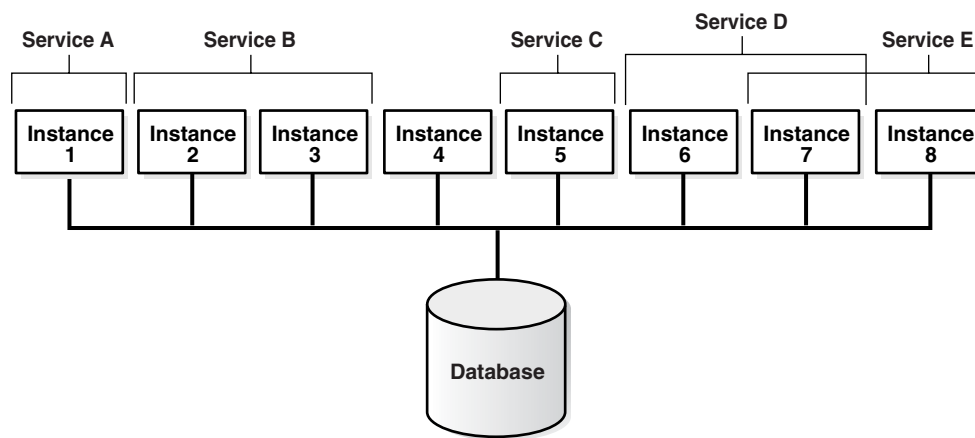 Service A
Service B
Service C
Service D
Service E
Instance
1
Instance
2
Instance
3
Instance
4
Instance
5
Instance
6
Instance
7
Instance
8
Database